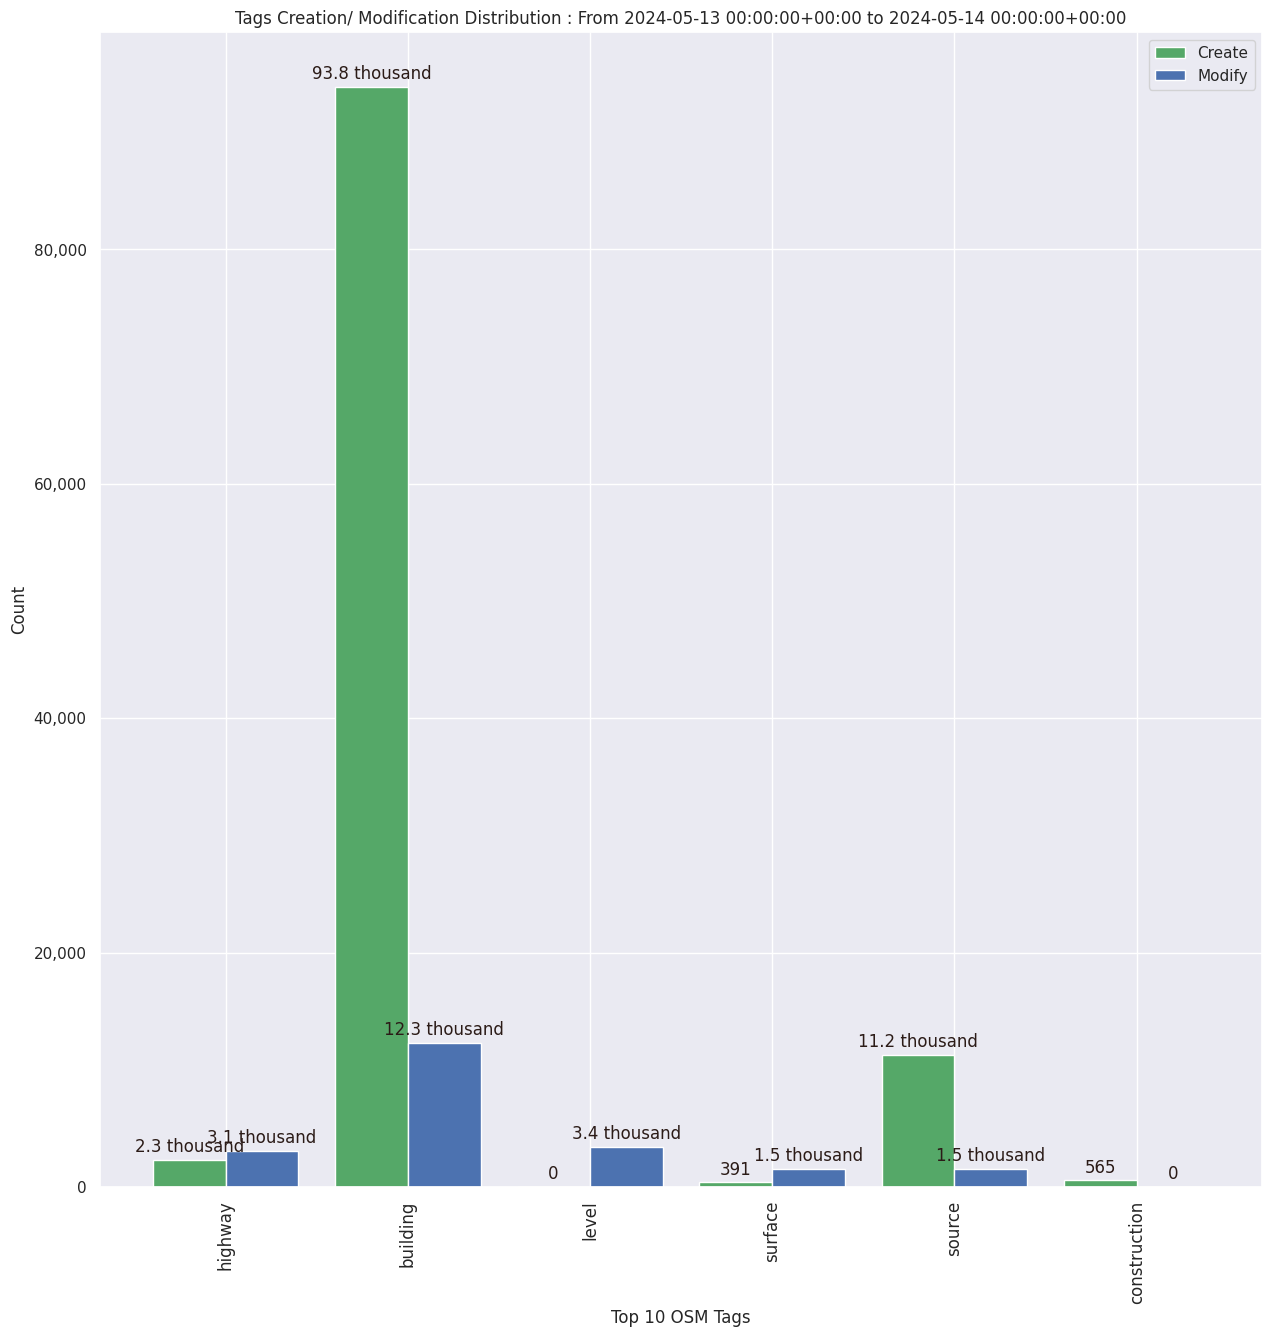 Tags Creation/ Modification Distribution : From 2024-05-13 00:00:00+00:00 to 2024-05-14 00:00:00+00:00
Create
Modify
93.8 thousand
80,000
60,000
Count
40,000
20,000
12.3 thousand
11.2 thousand
2.3 thousand
3.1 thousand
3.4 thousand
1.5 thousand
1.5 thousand
0
391
565
0
0
highway
building
level
surface
source
construction
Top 10 OSM Tags